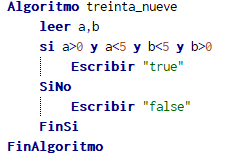 Algoritmo treinta_nueve
leer a,b
si a>0 y a<5 y b<5 y b>0
Escribir "true"
SiNo
Escribir "false"
FinSi
FinAlgoritmo